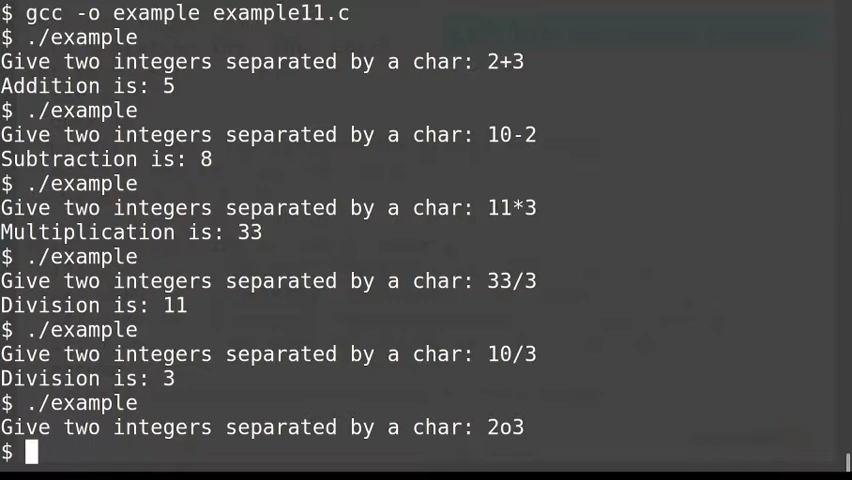 $ gcc -o example example11.c
$ ./example
Give two integers separated by a char: 2+3
Addition is: 5
$ ./example
Give two integers separated by a char: 10-2
Subtraction is: 8
$ ./example
Give two integers separated by a char: 11*3
Multiplication is: 33
$ ./example
Give two integers separated by a char: 33/3
Division is: 11
$ ./example
Give two integers separated by a char: 10/3
Division is: 3
$ ./example
Give two integers separated by a char: 2o3
$